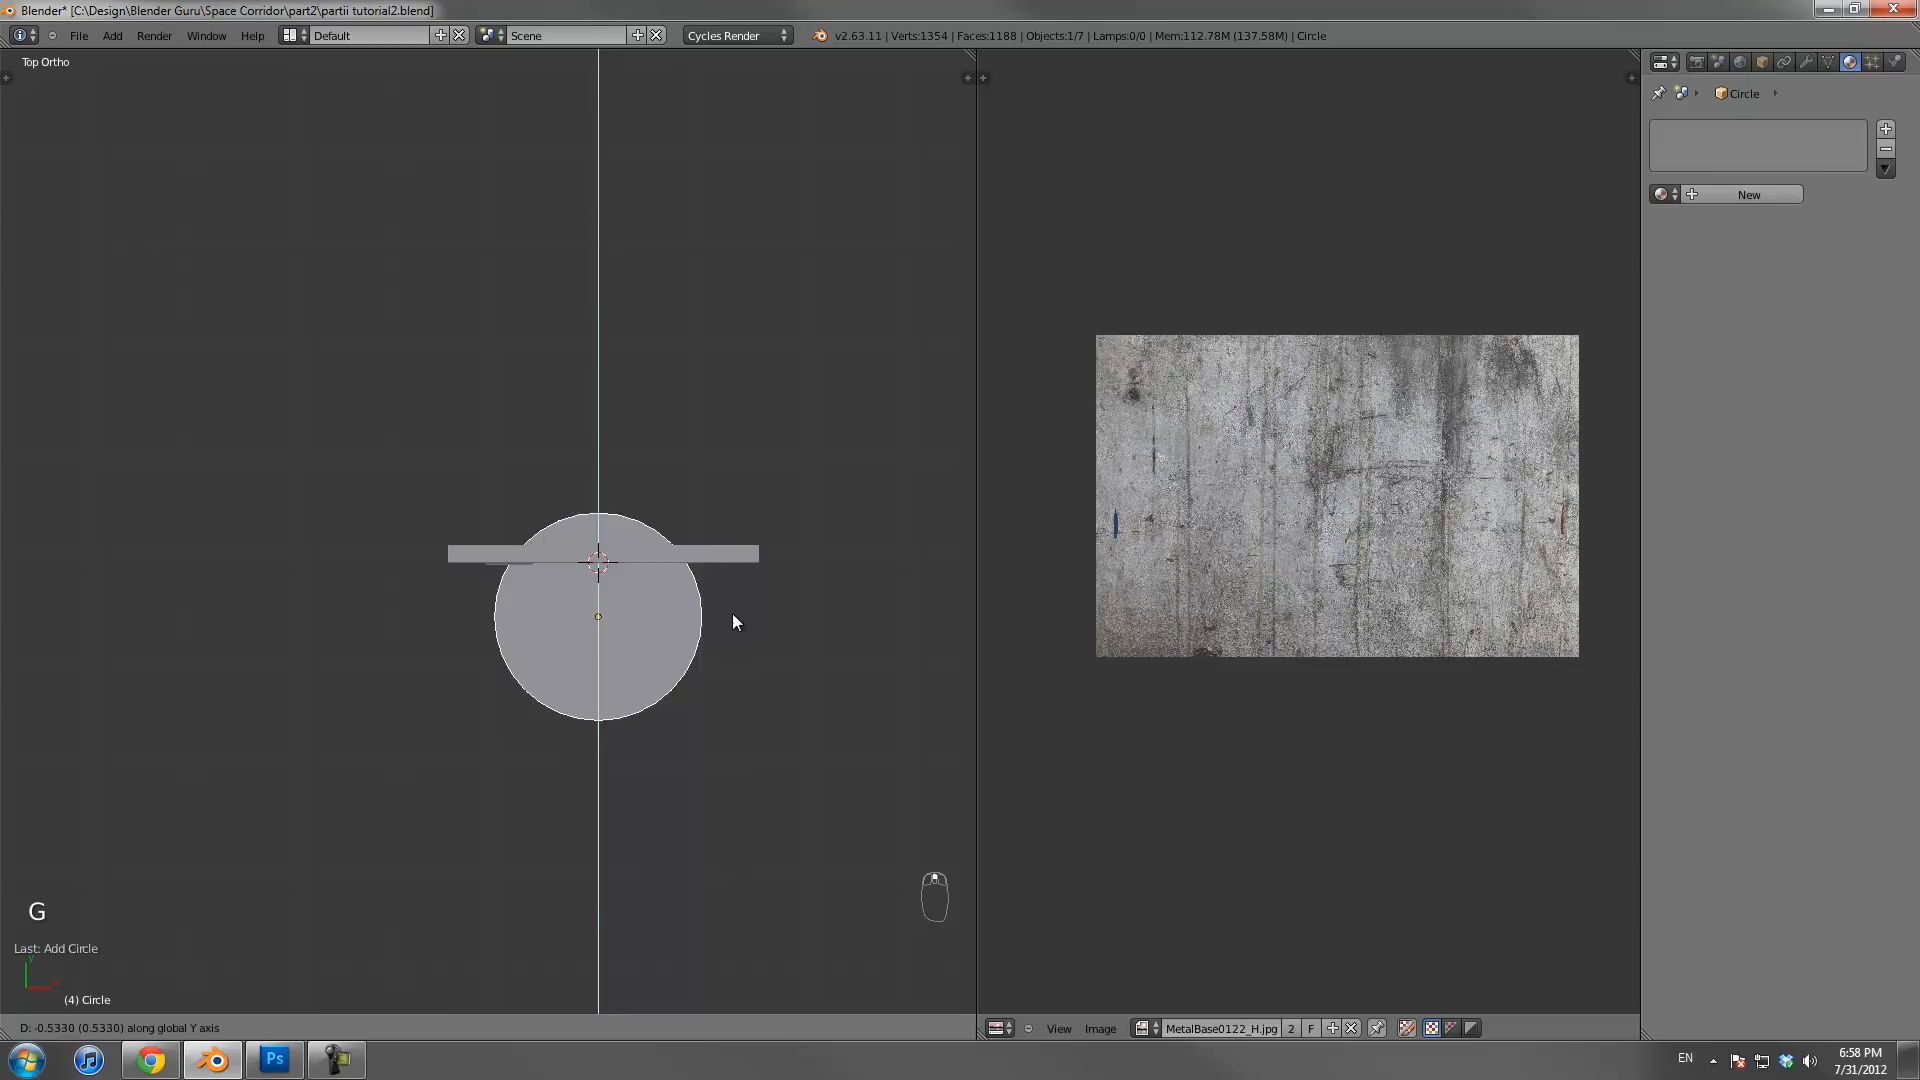 Blender* [C:\Design\Blender Guru\Space Corridor\part2\partii tutorial2.blend]
File Add Render Window Help Default Scene Cycles Render v2.63.11 | Verts:1354 | Faces:1188 | Objects:1/7 | Lamps:0/0 | Mem:112.78M (137.58M) | Circle
Top Ortho
Circle
New
G
Last: Add Circle
y
x
(4) Circle
D: -0.5330 (0.5330) along global Y axis
View Image MetalBase0122_H.jpg 2 F
Ps
EN
6:58 PM
7/31/2012